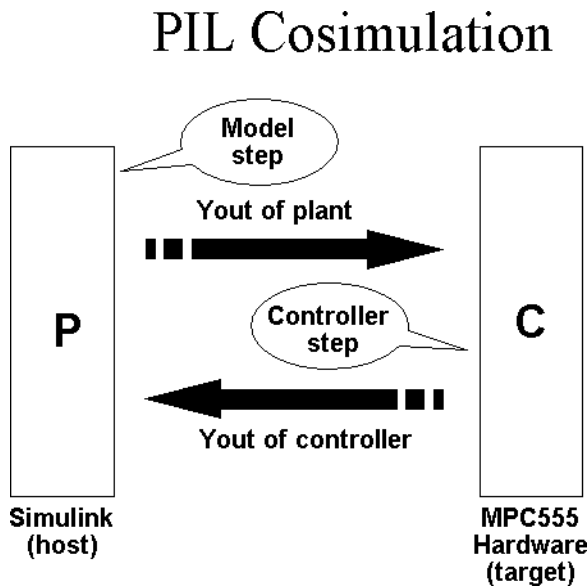 PIL Cosimulation
Model
step
Yout of plant
P
Controller
step
C
Yout of controller
Simulink
(host)
MPC555
Hardware
(target)